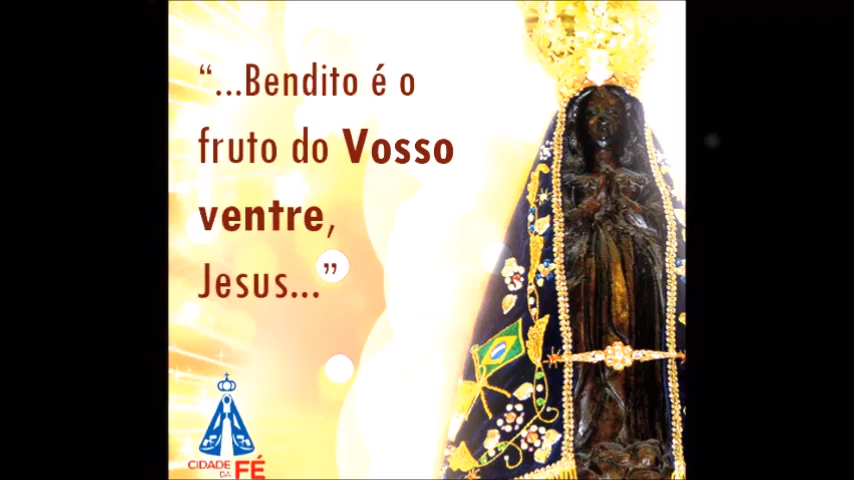 “...Bendito é o
fruto do Vosso
ventre,
Jesus...”
CIDADE
DA FÉ